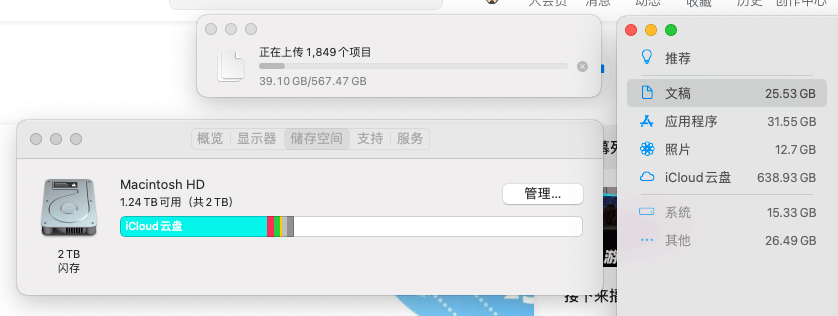 大会员 消息 动态 收藏 历史 创作中心
正在上传 1,849 个项目
39.10 GB/567.47 GB
概览 显示器 储存空间 支持 服务
Macintosh HD
1.24 TB 可用（共 2 TB）
管理...
iCloud 云盘
2 TB
闪存
推荐
文稿 25.53 GB
应用程序 31.55 GB
照片 12.7 GB
iCloud 云盘 638.93 GB
系统 15.33 GB
其他 26.49 GB
游
接下来播